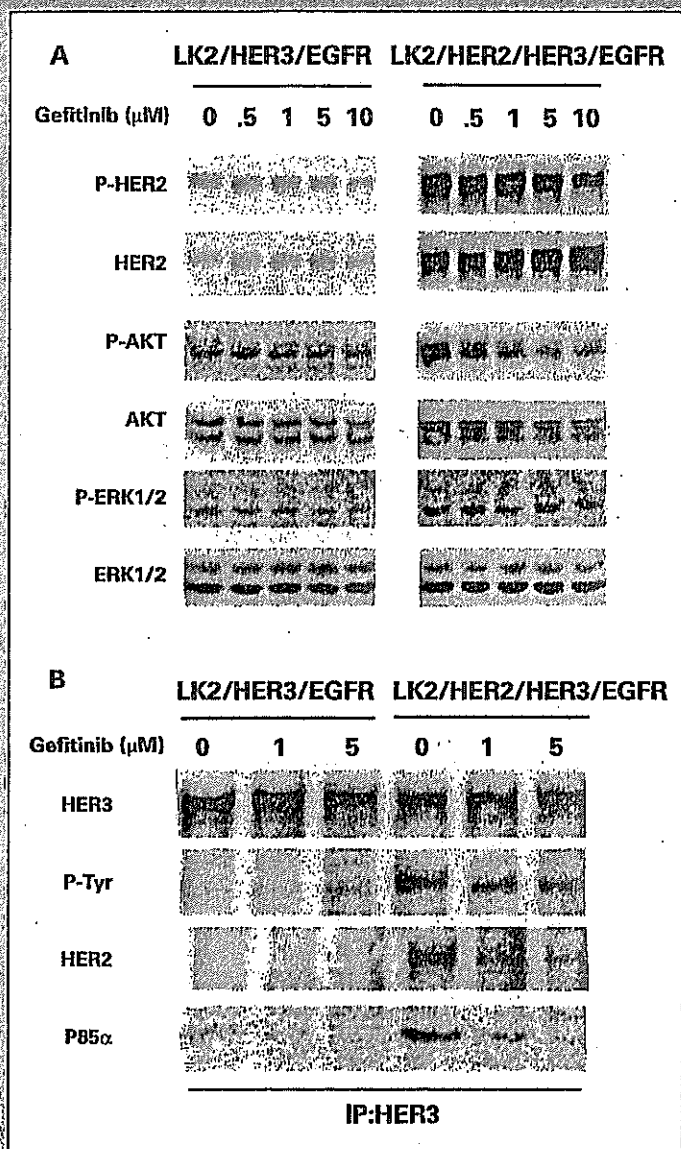 A
LK2/HER3/EGFR LK2/HER2/HER3/EGFR
Gefitinib (μM) 0 .5 1 5 10 0 .5 1 5 10
P-HER2
HER2
P-AKT
AKT
P-ERK1/2
ERK1/2
B
LK2/HER3/EGFR LK2/HER2/HER3/EGFR
Gefitinib (μM) 0 1 5 0 1 5
HER3
P-Tyr
HER2
P85α
IP:HER3